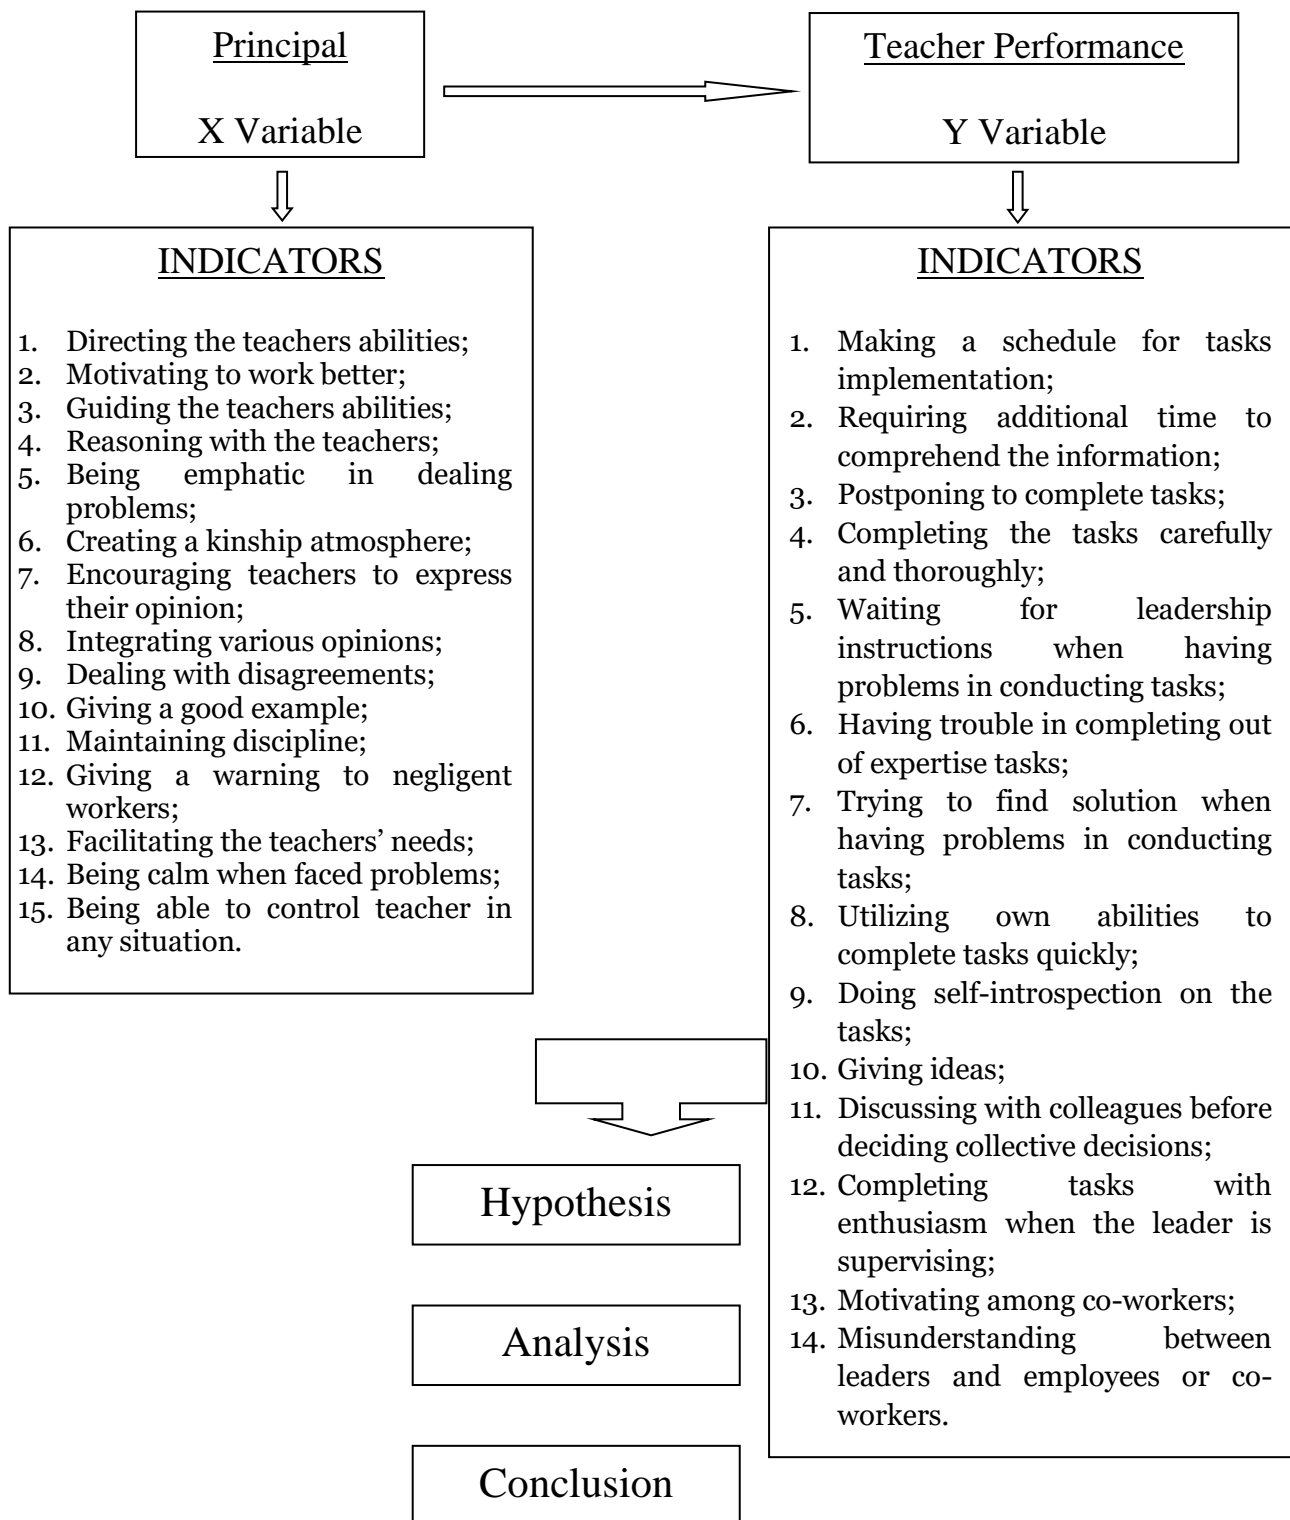 Principal
X Variable
Teacher Performance
Y Variable
INDICATORS
1. Directing the teachers abilities;
2. Motivating to work better;
3. Guiding the teachers abilities;
4. Reasoning with the teachers;
5. Being emphatic in dealing
problems;
6. Creating a kinship atmosphere;
7. Encouraging teachers to express
their opinion;
8. Integrating various opinions;
9. Dealing with disagreements;
10. Giving a good example;
11. Maintaining discipline;
12. Giving a warning to negligent
workers;
13. Facilitating the teachers’ needs;
14. Being calm when faced problems;
15. Being able to control teacher in
any situation.
INDICATORS
1. Making a schedule for tasks
implementation;
2. Requiring additional time to
comprehend the information;
3. Postponing to complete tasks;
4. Completing the tasks carefully
and thoroughly;
5. Waiting for leadership
instructions when having
problems in conducting tasks;
6. Having trouble in completing out
of expertise tasks;
7. Trying to find solution when
having problems in conducting
tasks;
8. Utilizing own abilities to
complete tasks quickly;
9. Doing self-introspection on the
tasks;
10. Giving ideas;
11. Discussing with colleagues before
deciding collective decisions;
12. Completing tasks with
enthusiasm when the leader is
supervising;
13. Motivating among co-workers;
14. Misunderstanding between
leaders and employees or co-
workers.
Hypothesis
Analysis
Conclusion